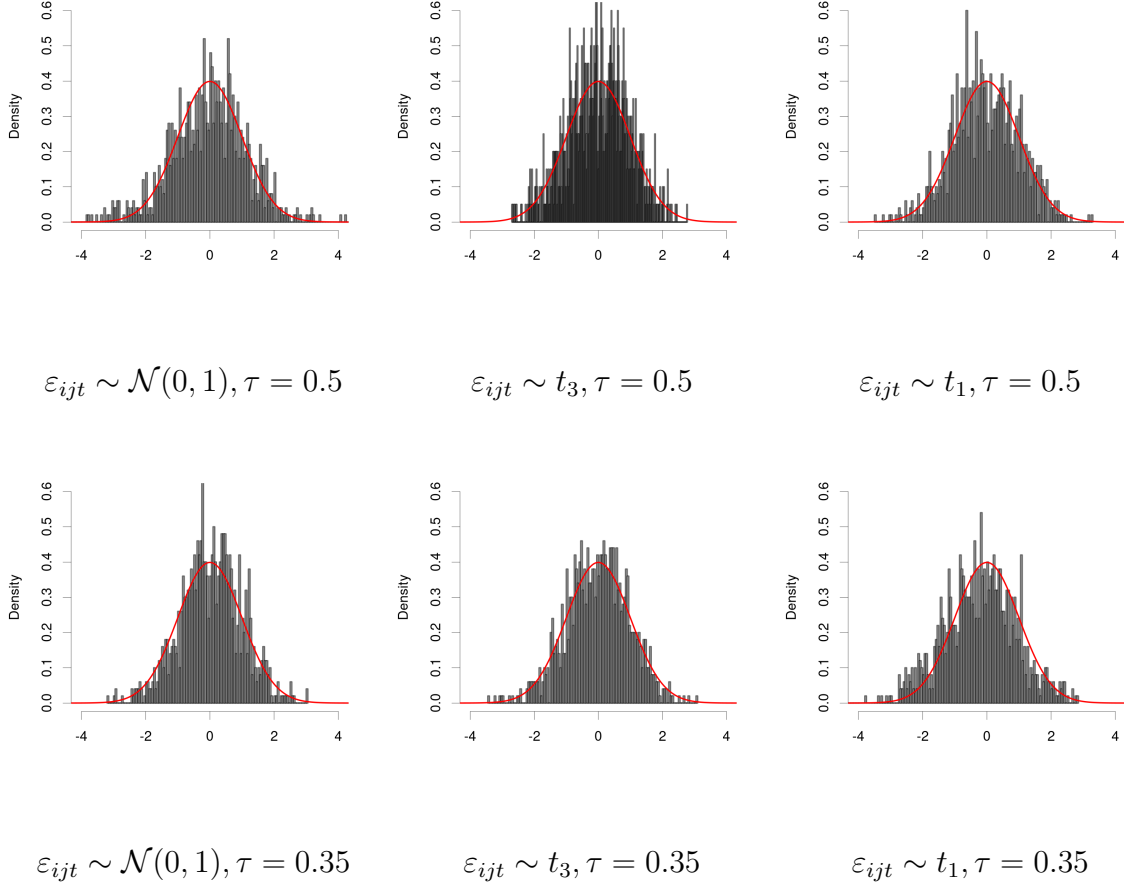 Density
0.0 0.1 0.2 0.3 0.4 0.5 0.6
-4 -2 0 2 4
Density
0.0 0.1 0.2 0.3 0.4 0.5 0.6
-4 -2 0 2 4
Density
0.0 0.1 0.2 0.3 0.4 0.5 0.6
-4 -2 0 2 4
ε_{ijt} ∼ 𝒩(0, 1), τ = 0.5
ε_{ijt} ∼ t_3, τ = 0.5
ε_{ijt} ∼ t_1, τ = 0.5
Density
0.0 0.1 0.2 0.3 0.4 0.5 0.6
-4 -2 0 2 4
Density
0.0 0.1 0.2 0.3 0.4 0.5 0.6
-4 -2 0 2 4
Density
0.0 0.1 0.2 0.3 0.4 0.5 0.6
-4 -2 0 2 4
ε_{ijt} ∼ 𝒩(0, 1), τ = 0.35
ε_{ijt} ∼ t_3, τ = 0.35
ε_{ijt} ∼ t_1, τ = 0.35